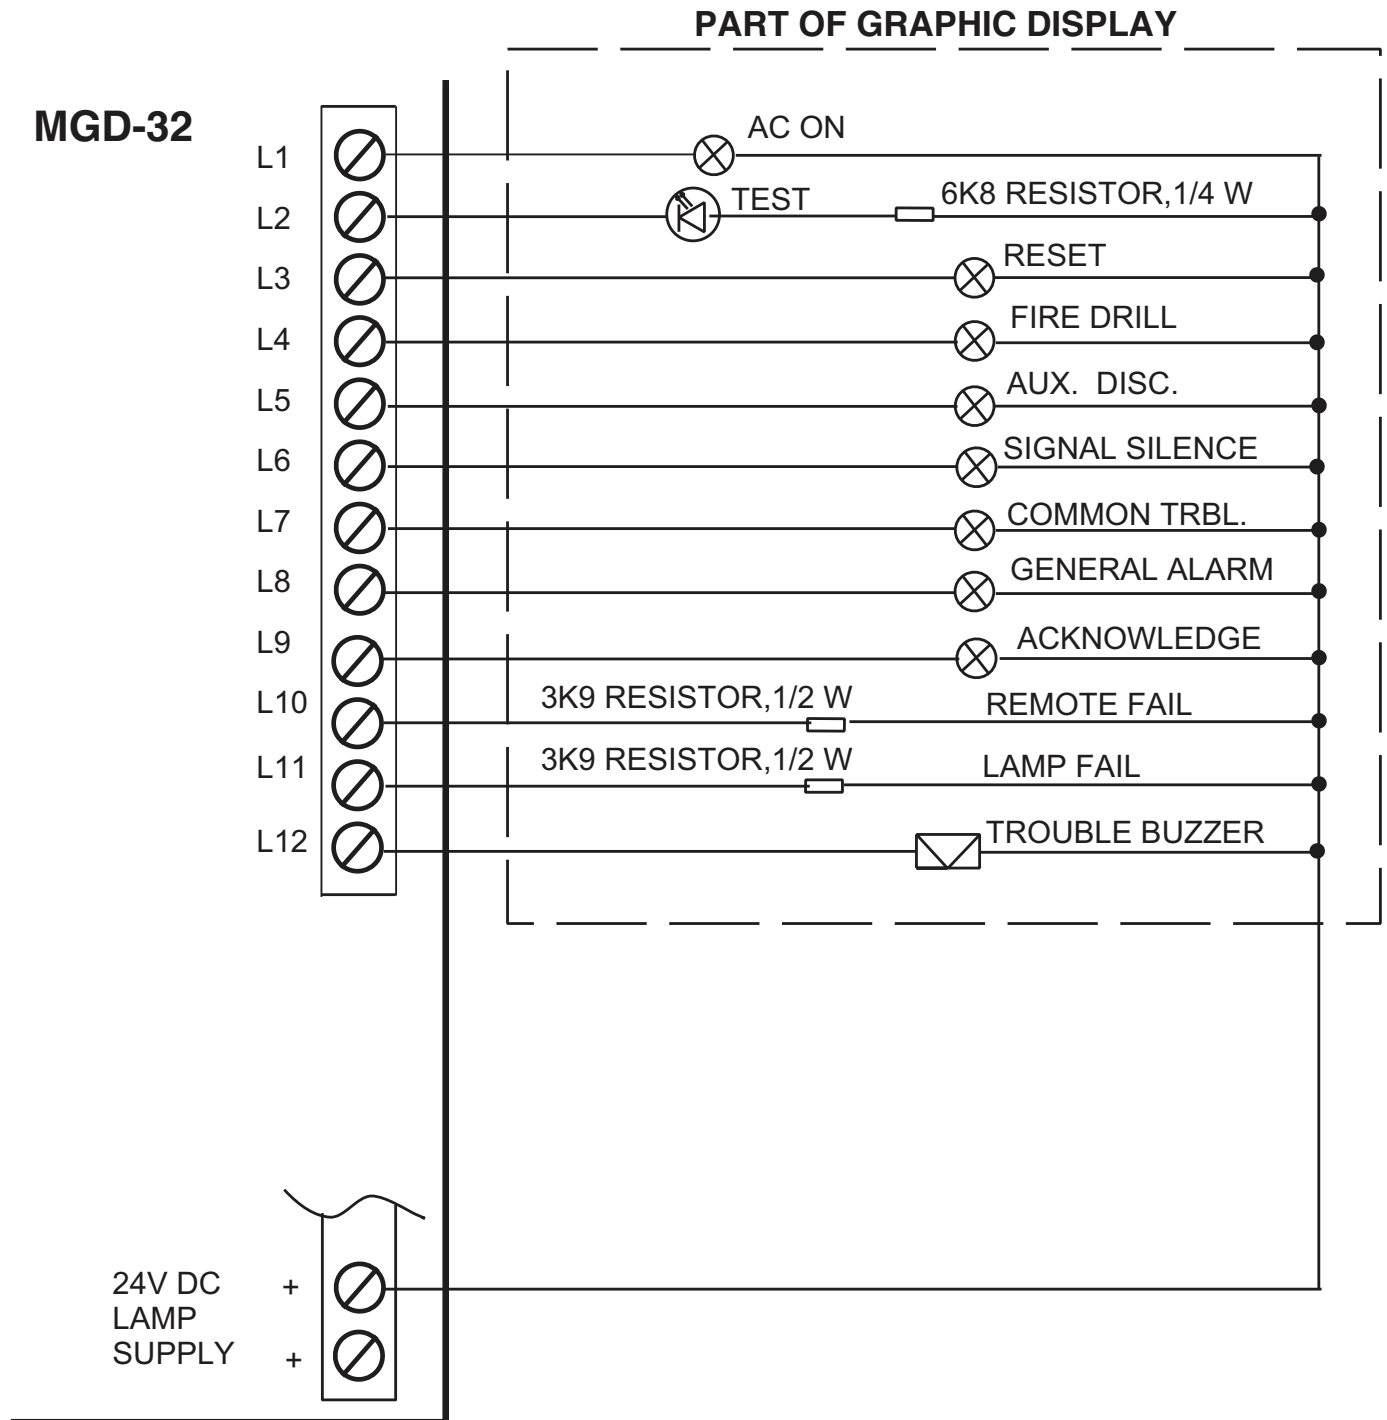 PART OF GRAPHIC DISPLAY
MGD-32
L1
AC ON
L2
TEST
6K8 RESISTOR,1/4 W
L3
RESET
L4
FIRE DRILL
L5
AUX.  DISC.
L6
SIGNAL SILENCE
L7
COMMON TRBL.
L8
GENERAL ALARM
L9
ACKNOWLEDGE
L10
3K9 RESISTOR,1/2 W
REMOTE FAIL
L11
3K9 RESISTOR,1/2 W
LAMP FAIL
L12
TROUBLE BUZZER
24V DC
+
LAMP
SUPPLY
+